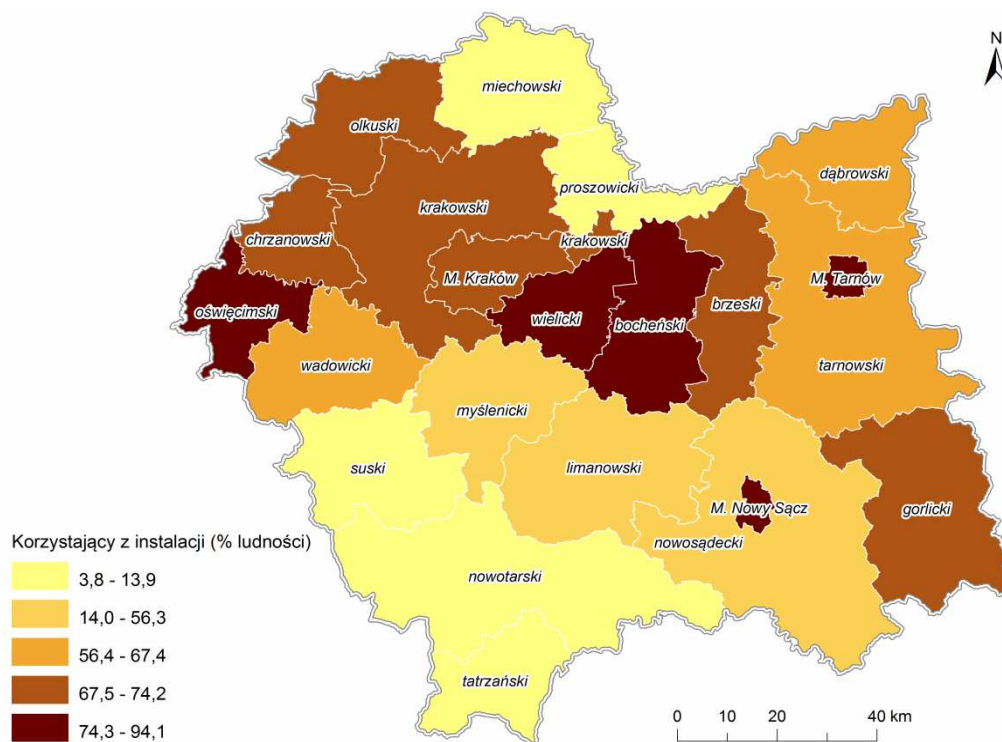 N
miechowski
olkuski
proszowicki
dąbrowski
krakowski
chrzanowski
krakowski
M. Kraków
M. Tarnów
oświęcimski
wielicki
bocheński
brzeski
wadowicki
tarnowski
myślenicki
suski
limanowski
M. Nowy Sącz
gorlicki
nowosądecki
nowotarski
tatrzański
Korzystający z instalacji (% ludności)
3,8 - 13,9
14,0 - 56,3
56,4 - 67,4
67,5 - 74,2
74,3 - 94,1
0 10 20 40 km